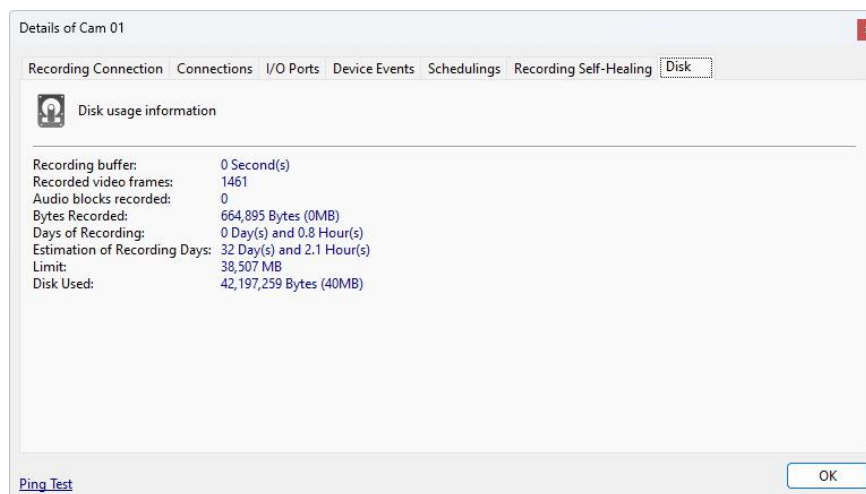 Details of Cam 01
Recording Connection Connections I/O Ports Device Events Schedulings Recording Self-Healing Disk
Disk usage information
Recording buffer: 0 Second(s)
Recorded video frames: 1461
Audio blocks recorded: 0
Bytes Recorded: 664,895 Bytes (0MB)
Days of Recording: 0 Day(s) and 0.8 Hour(s)
Estimation of Recording Days: 32 Day(s) and 2.1 Hour(s)
Limit: 38,507 MB
Disk Used: 42,197,259 Bytes (40MB)
OK
Ping Test